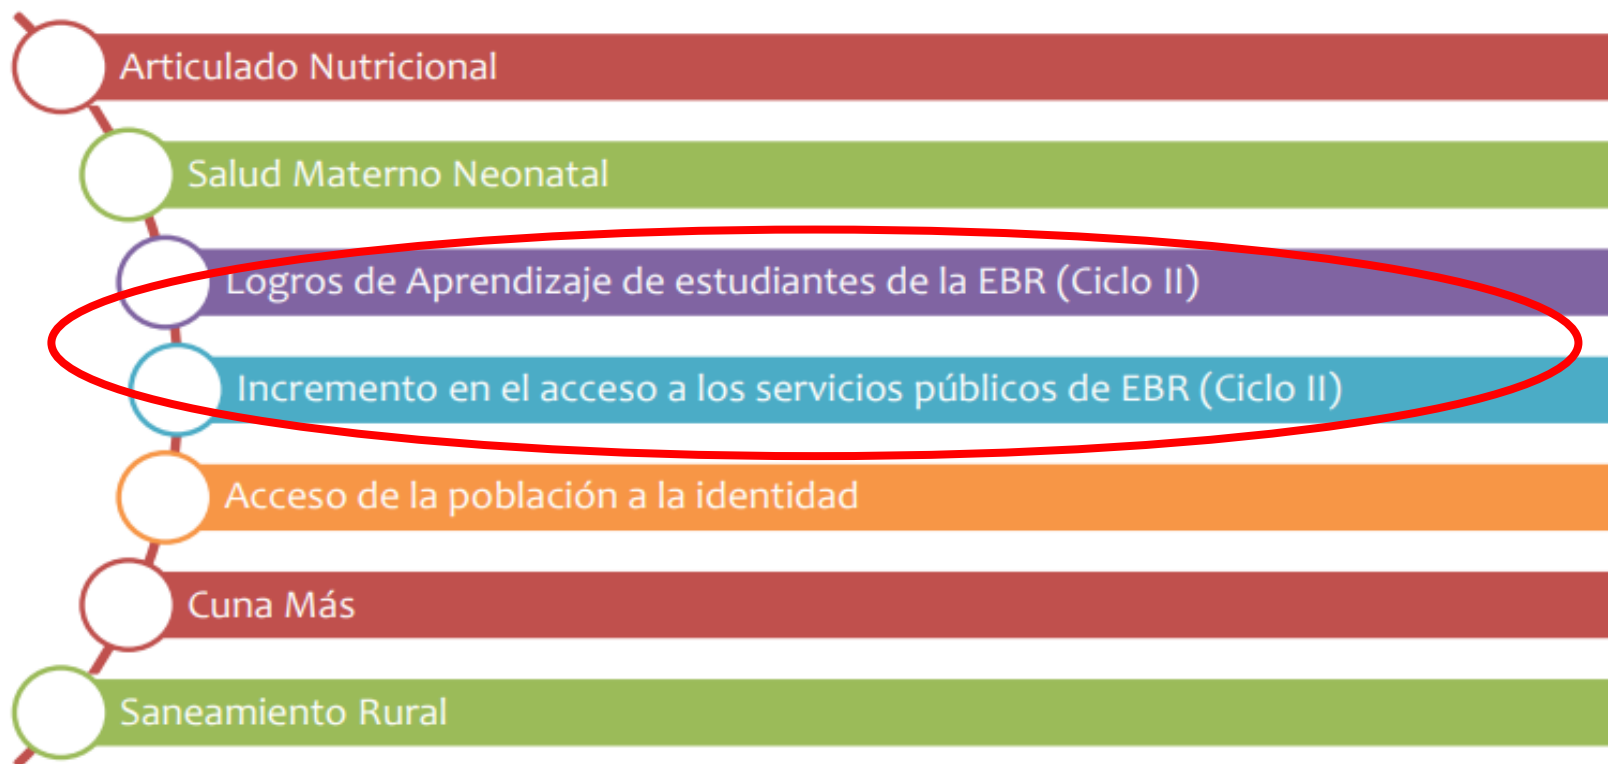 Articulado Nutricional
Salud Materno Neonatal
Logros de Aprendizaje de estudiantes de la EBR (Ciclo II)
Incremento en el acceso a los servicios públicos de EBR (Ciclo II)
Acceso de la población a la identidad
Cuna Más
Saneamiento Rural